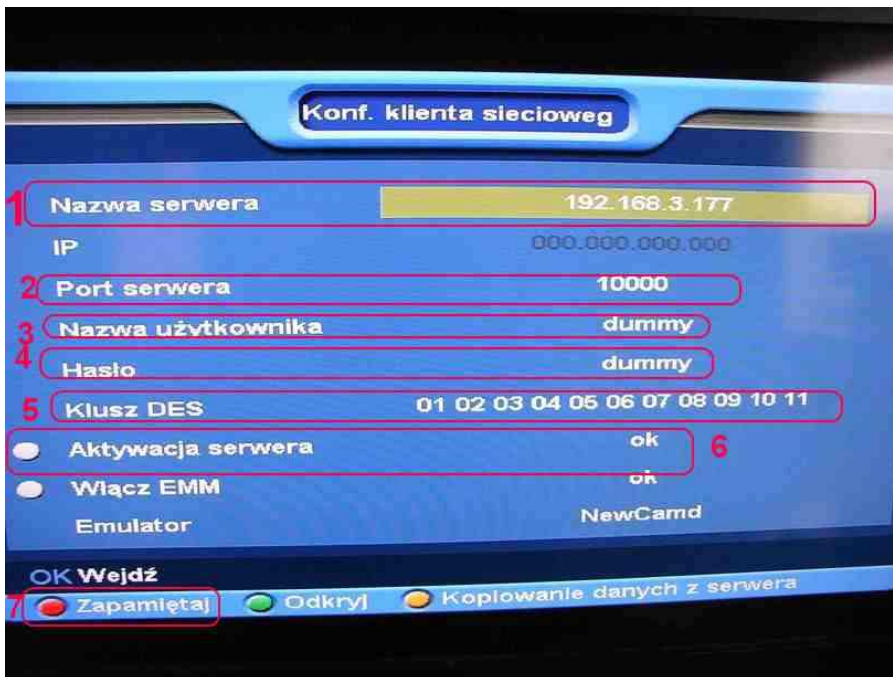 Konf. klienta siecioweg
1 Nazwa serwera 192.168.3.177
IP 000.000.000.000
2 Port serwera 10000
3 Nazwa użytkownika dummy
4 Hasło dummy
5 Klusz DES 01 02 03 04 05 06 07 08 09 10 11
Aktywacja serwera ok 6
Włącz EMM ok
Emulator NewCamd
OK Wejdź
7 Zapamiętaj Odkryj Kopiowanie danych z serwera